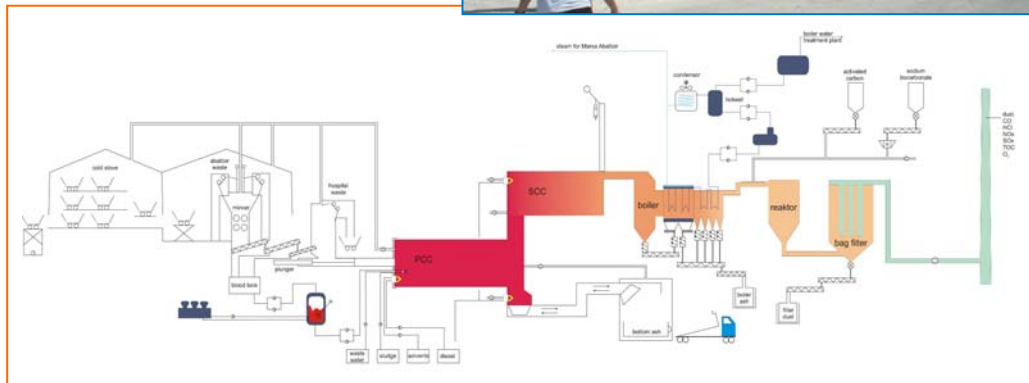 boiler water
treatment plant
steam for Marsa Abattoir
condenser
hotwell
activated
carbon
sodium
biocarbonate
dust
CO
HCl
NOx
SOx
TOC
O₂
cold store
abattoir
waste
mincer
hospital
waste
SCC
boiler
reaktor
bag filter
PCC
plunger
blood tank
boiler
ash
filter
dust
bottom ash
waste
water
sludge
solvents
diesel